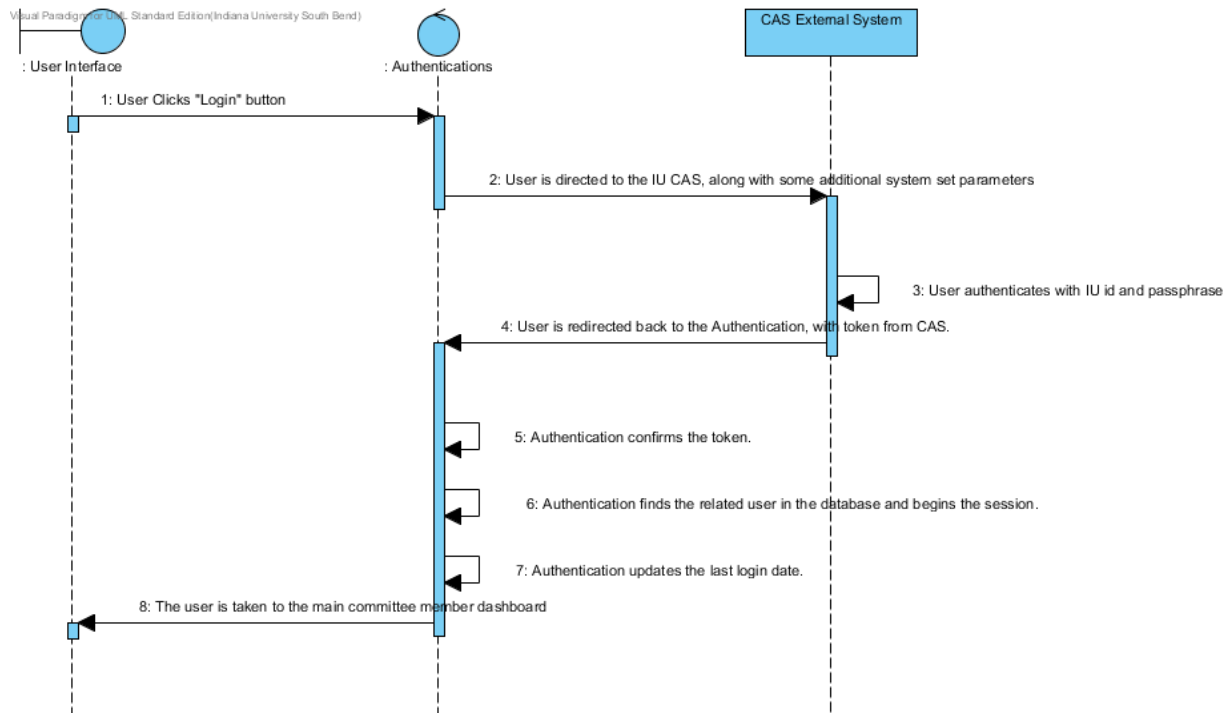 Visual Paradigm for UML Standard Edition(Indiana University South Bend)
CAS External System
: User Interface
: Authentications
1: User Clicks "Login" button
2: User is directed to the IU CAS, along with some additional system set parameters
3: User authenticates with IU id and passphrase
4: User is redirected back to the Authentication, with token from CAS.
5: Authentication confirms the token.
6: Authentication finds the related user in the database and begins the session.
7: Authentication updates the last login date.
8: The user is taken to the main committee member dashboard